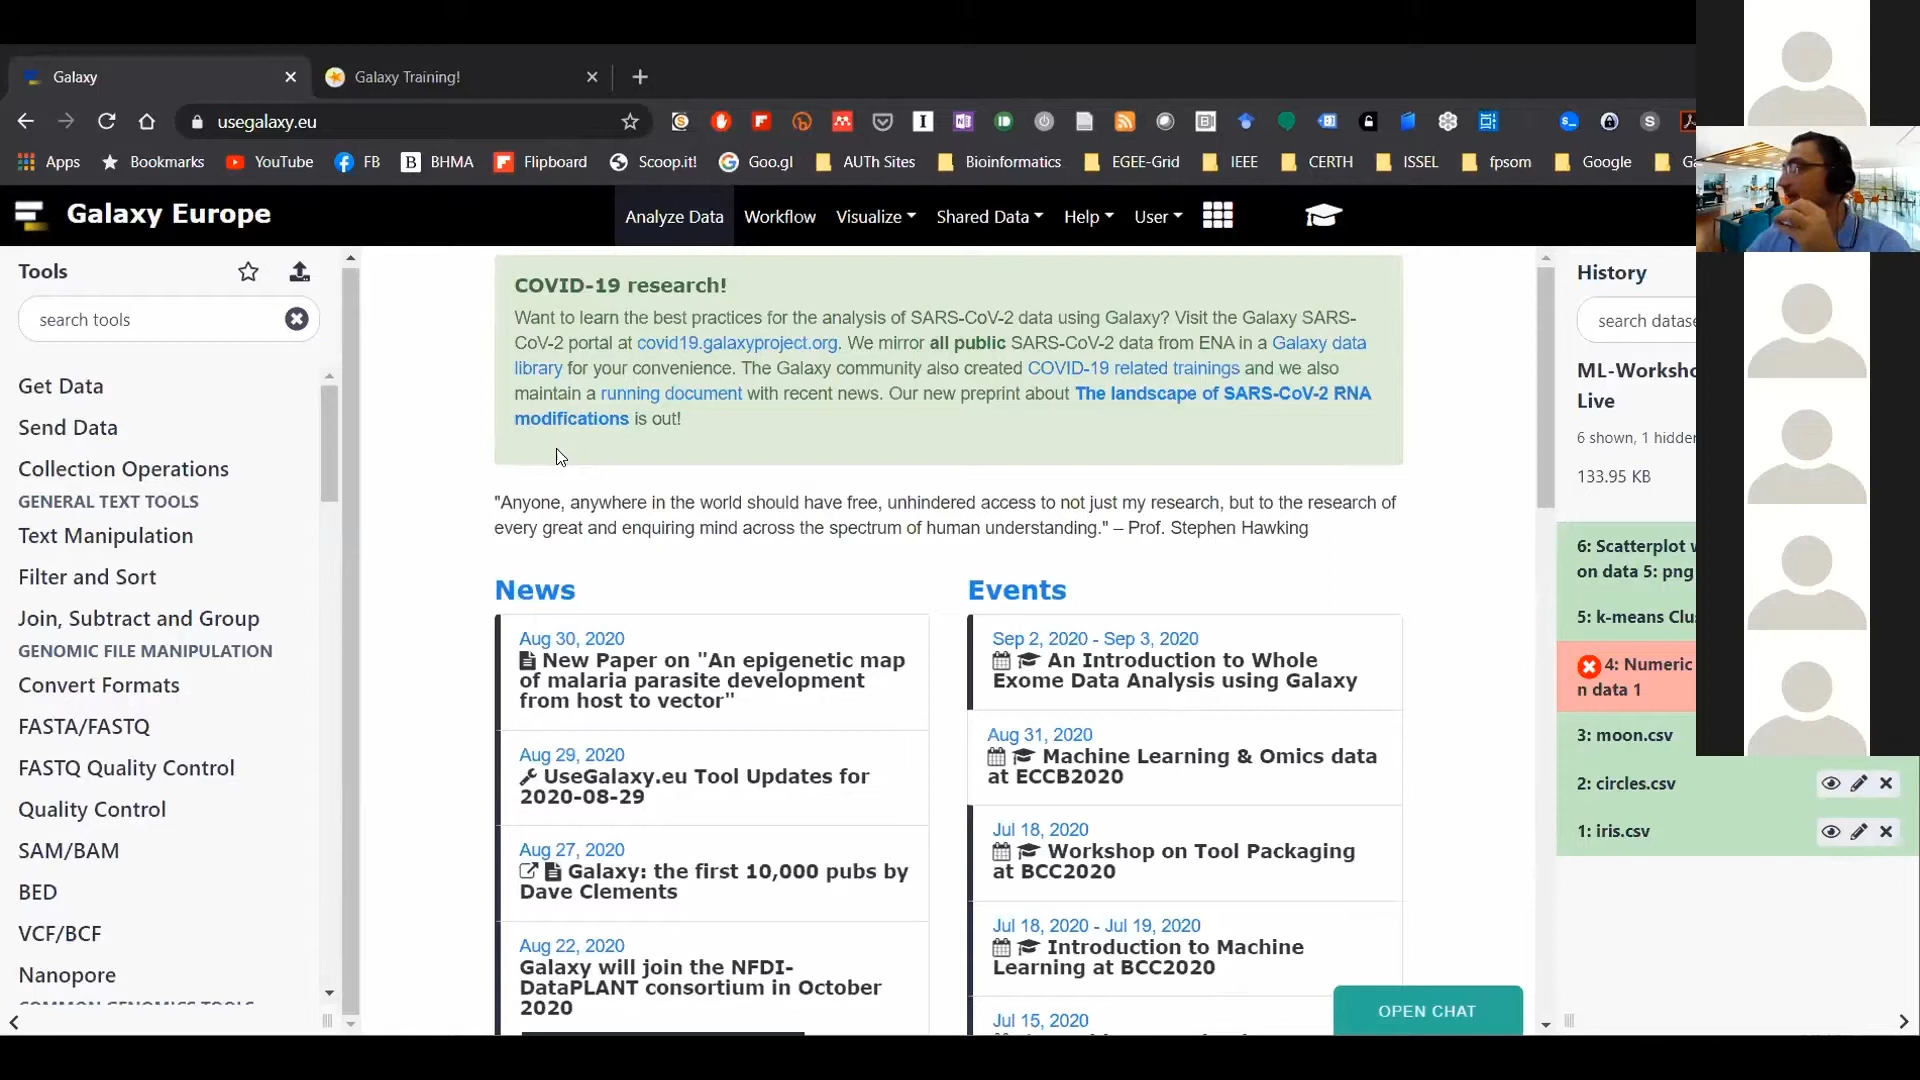 Galaxy
Galaxy Training!
usegalaxy.eu
Apps
Bookmarks
YouTube
FB
BHMA
Flipboard
Scoop.it!
Goo.gl
AUTh Sites
Bioinformatics
EGEE-Grid
IEEE
CERTH
ISSEL
fpsom
Google
Galaxy Europe
Analyze Data
Workflow
Visualize
Shared Data
Help
User
Tools
search tools
Get Data
Send Data
Collection Operations
GENERAL TEXT TOOLS
Text Manipulation
Filter and Sort
Join, Subtract and Group
GENOMIC FILE MANIPULATION
Convert Formats
FASTA/FASTQ
FASTQ Quality Control
Quality Control
SAM/BAM
BED
VCF/BCF
Nanopore
COMMON GENOMICS TOOLS
COVID-19 research!
Want to learn the best practices for the analysis of SARS-CoV-2 data using Galaxy? Visit the Galaxy SARS-
CoV-2 portal at covid19.galaxyproject.org. We mirror all public SARS-CoV-2 data from ENA in a Galaxy data
library for your convenience. The Galaxy community also created COVID-19 related trainings and we also
maintain a running document with recent news. Our new preprint about The landscape of SARS-CoV-2 RNA
modifications is out!
"Anyone, anywhere in the world should have free, unhindered access to not just my research, but to the research of
every great and enquiring mind across the spectrum of human understanding." – Prof. Stephen Hawking
News
Aug 30, 2020
New Paper on "An epigenetic map
of malaria parasite development
from host to vector"
Aug 29, 2020
UseGalaxy.eu Tool Updates for
2020-08-29
Aug 27, 2020
Galaxy: the first 10,000 pubs by
Dave Clements
Aug 22, 2020
Galaxy will join the NFDI-
DataPLANT consortium in October
2020
Events
Sep 2, 2020 - Sep 3, 2020
An Introduction to Whole
Exome Data Analysis using Galaxy
Aug 31, 2020
Machine Learning & Omics data
at ECCB2020
Jul 18, 2020
Workshop on Tool Packaging
at BCC2020
Jul 18, 2020 - Jul 19, 2020
Introduction to Machine
Learning at BCC2020
Jul 15, 2020
OPEN CHAT
History
search datase
ML-Worksho
Live
6 shown, 1 hidden
133.95 KB
6: Scatterplot w
on data 5: png
5: k-means Clu
4: Numeric
n data 1
3: moon.csv
2: circles.csv
1: iris.csv